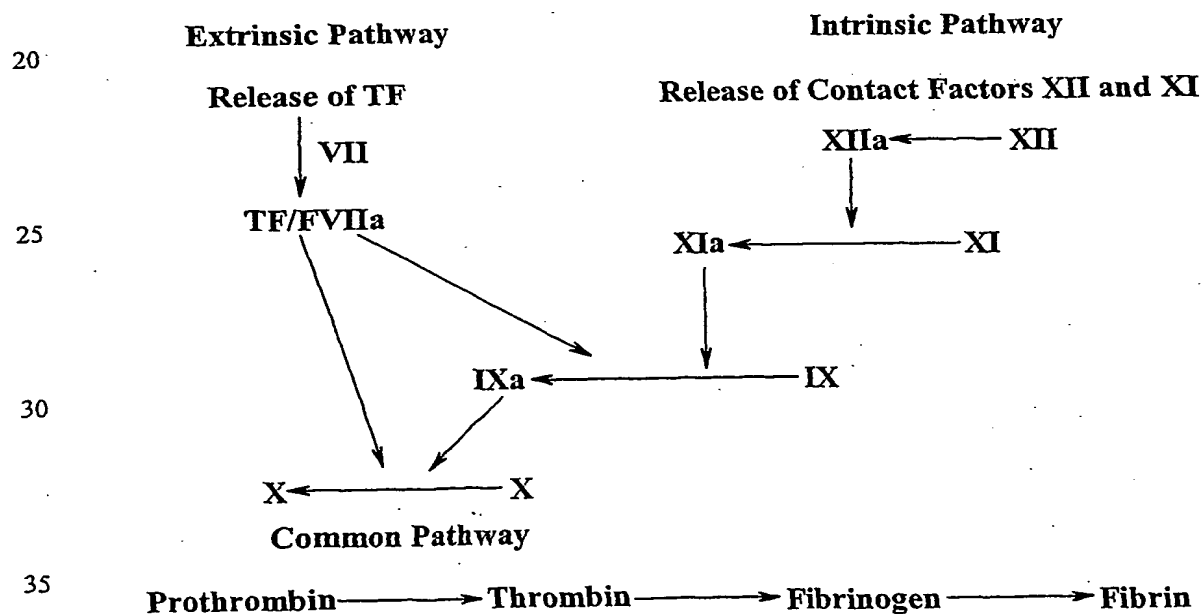 Extrinsic Pathway Intrinsic Pathway
20
Release of TF Release of Contact Factors XII and XI
VII XIIa XII
TF/FVIIa
25 XIa XI
IXa IX
30
X X
Common Pathway
35
Prothrombin Thrombin Fibrinogen Fibrin